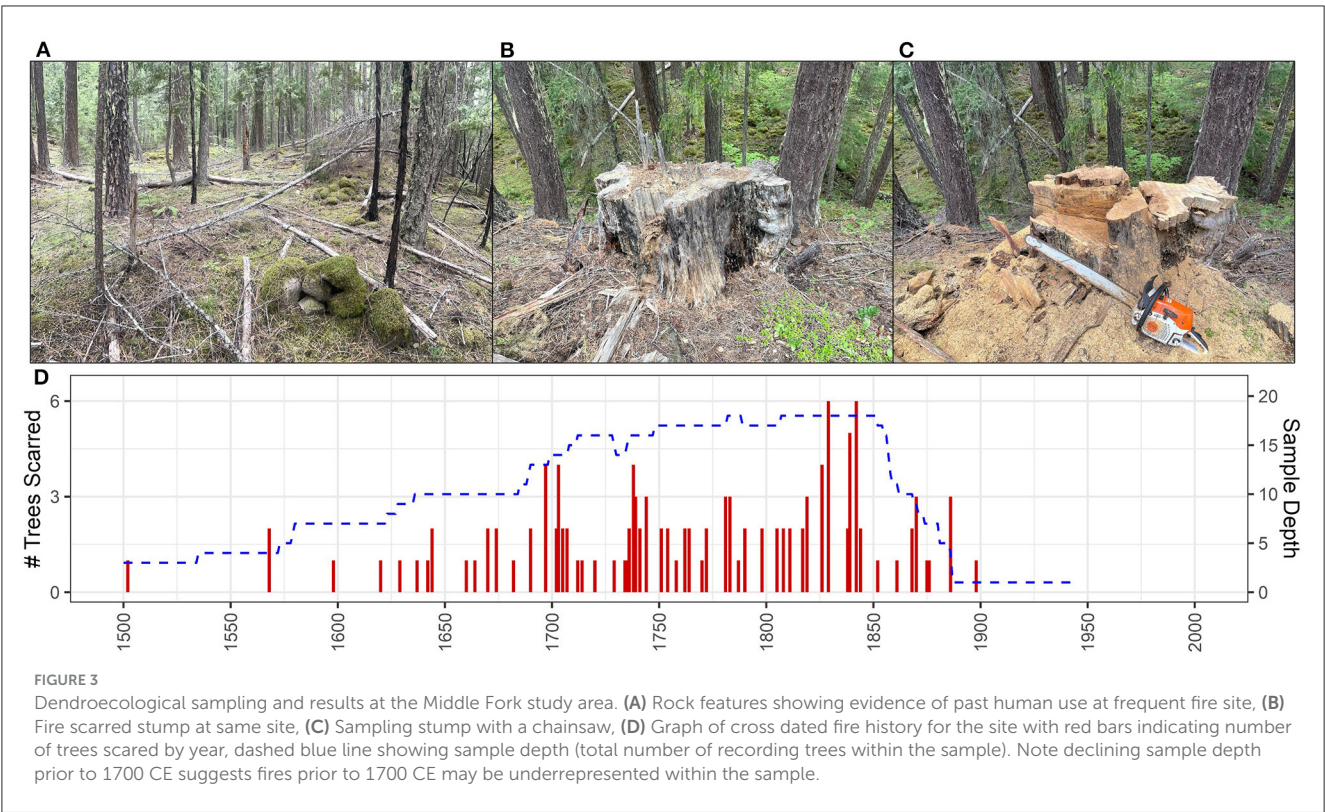 A
B
C
D
# Trees Scarred
6
3
0
20
15
10
5
0
Sample Depth
1500
1550
1600
1650
1700
1750
1800
1850
1900
1950
2000
FIGURE 3
Dendroecological sampling and results at the Middle Fork study area. (A) Rock features showing evidence of past human use at frequent fire site, (B)
Fire scarred stump at same site, (C) Sampling stump with a chainsaw, (D) Graph of cross dated fire history for the site with red bars indicating number
of trees scared by year, dashed blue line showing sample depth (total number of recording trees within the sample). Note declining sample depth
prior to 1700 CE suggests fires prior to 1700 CE may be underrepresented within the sample.